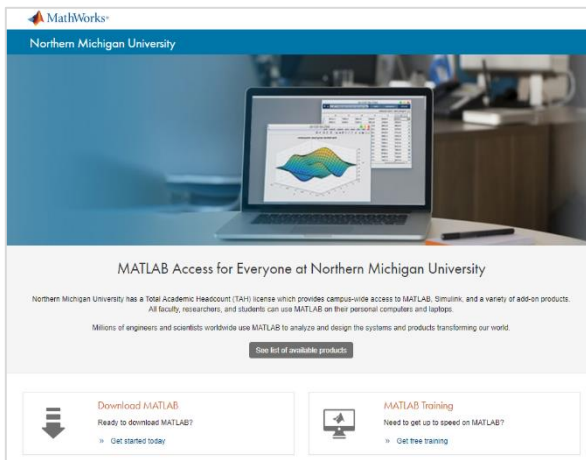 MathWorks®
Northern Michigan University
MATLAB Access for Everyone at Northern Michigan University
Northern Michigan University has a Total Academic Headcount (TAH) license which provides campus-wide access to MATLAB, Simulink, and a variety of add-on products.
All faculty, researchers, and students can use MATLAB on their personal computers and laptops.
Millions of engineers and scientists worldwide use MATLAB to analyze and design the systems and products transforming our world.
See list of available products
Download MATLAB
Ready to download MATLAB?
» Get started today
MATLAB Training
Need to get up to speed on MATLAB?
» Get free training